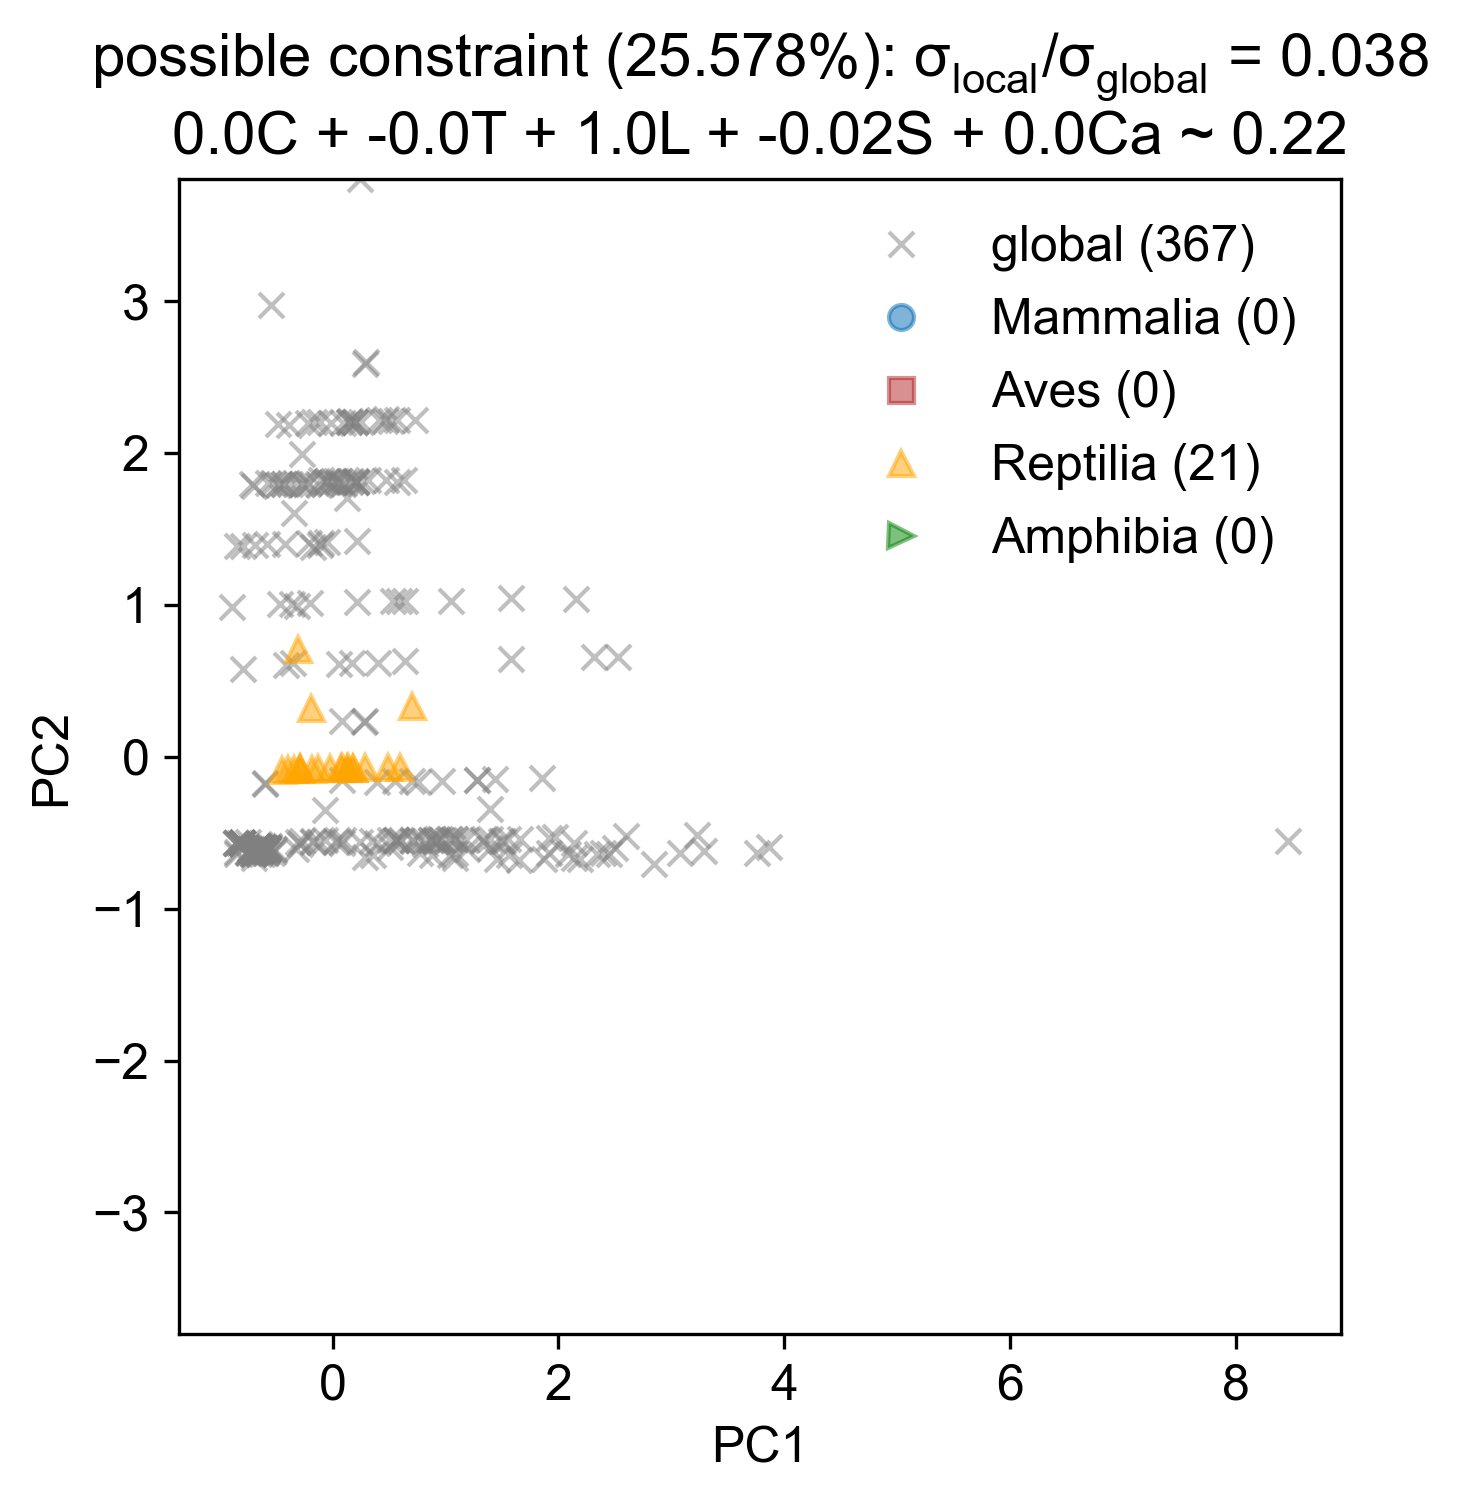 possible constraint (25.578%): σlocal/σglobal = 0.038
0.0C + -0.0T + 1.0L + -0.02S + 0.0Ca ~ 0.22
global (367)
Mammalia (0)
Aves (0)
Reptilia (21)
Amphibia (0)
3
2
1
0
−1
−2
−3
PC2
0 2 4 6 8
PC1